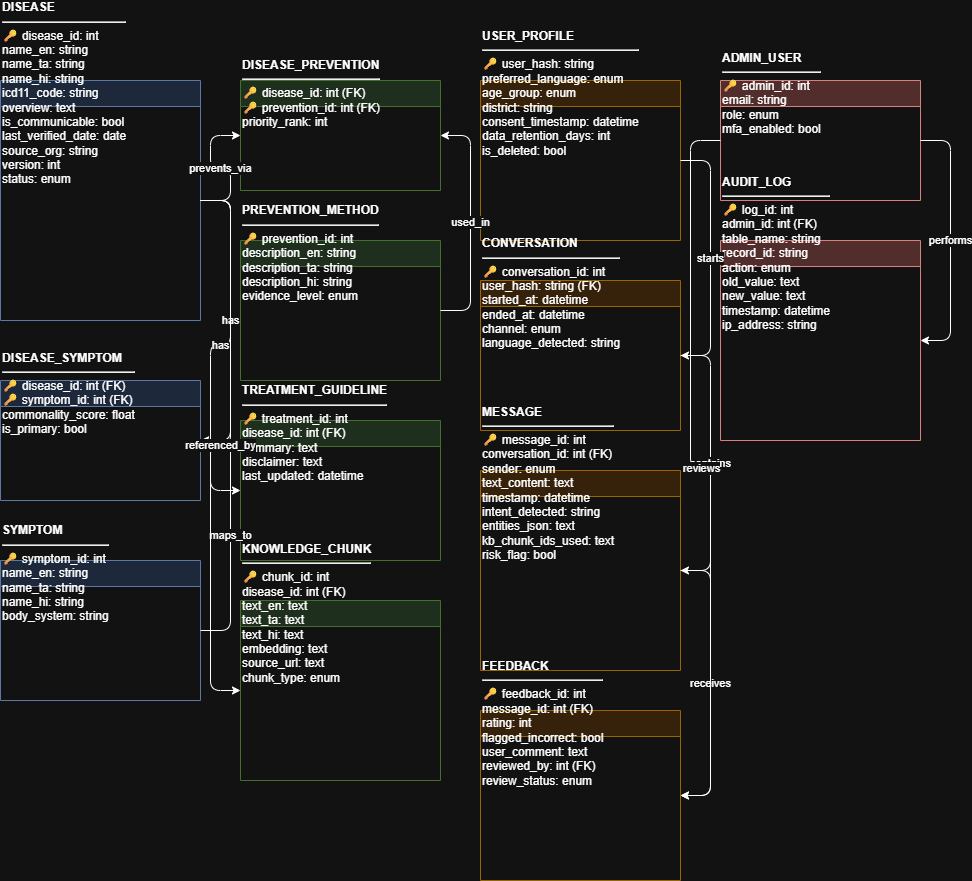 DISEASE
disease_id: int
name_en: string
name_ta: string
name_hi: string
icd11_code: string
overview: text
is_communicable: bool
last_verified_date: date
source_org: string
version: int
status: enum
DISEASE_SYMPTOM
disease_id: int (FK)
symptom_id: int (FK)
commonality_score: float
is_primary: bool
SYMPTOM
symptom_id: int
name_en: string
name_ta: string
name_hi: string
body_system: string
prevents_via
has
has
referenced_by
maps_to
DISEASE_PREVENTION
disease_id: int (FK)
prevention_id: int (FK)
priority_rank: int
PREVENTION_METHOD
prevention_id: int
description_en: string
description_ta: string
description_hi: string
evidence_level: enum
TREATMENT_GUIDELINE
treatment_id: int
disease_id: int (FK)
mmary: text
disclaimer: text
last_updated: datetime
KNOWLEDGE_CHUNK
chunk_id: int
disease_id: int (FK)
text_en: text
text_ta: text
text_hi: text
embedding: text
source_url: text
chunk_type: enum
used_in
USER_PROFILE
user_hash: string
preferred_language: enum
age_group: enum
district: string
consent_timestamp: datetime
data_retention_days: int
is_deleted: bool
CONVERSATION
conversation_id: int
user_hash: string (FK)
started_at: datetime
ended_at: datetime
channel: enum
language_detected: string
MESSAGE
message_id: int
conversation_id: int (FK)
sender: enum
text_content: text
timestamp: datetime
intent_detected: string
entities_json: text
kb_chunk_ids_used: text
risk_flag: bool
FEEDBACK
feedback_id: int
message_id: int (FK)
rating: int
flagged_incorrect: bool
user_comment: text
reviewed_by: int (FK)
review_status: enum
starts
reviews
receives
ADMIN_USER
admin_id: int
email: string
role: enum
mfa_enabled: bool
AUDIT_LOG
log_id: int
admin_id: int (FK)
table_name: string
record_id: string
action: enum
old_value: text
new_value: text
timestamp: datetime
ip_address: string
performs